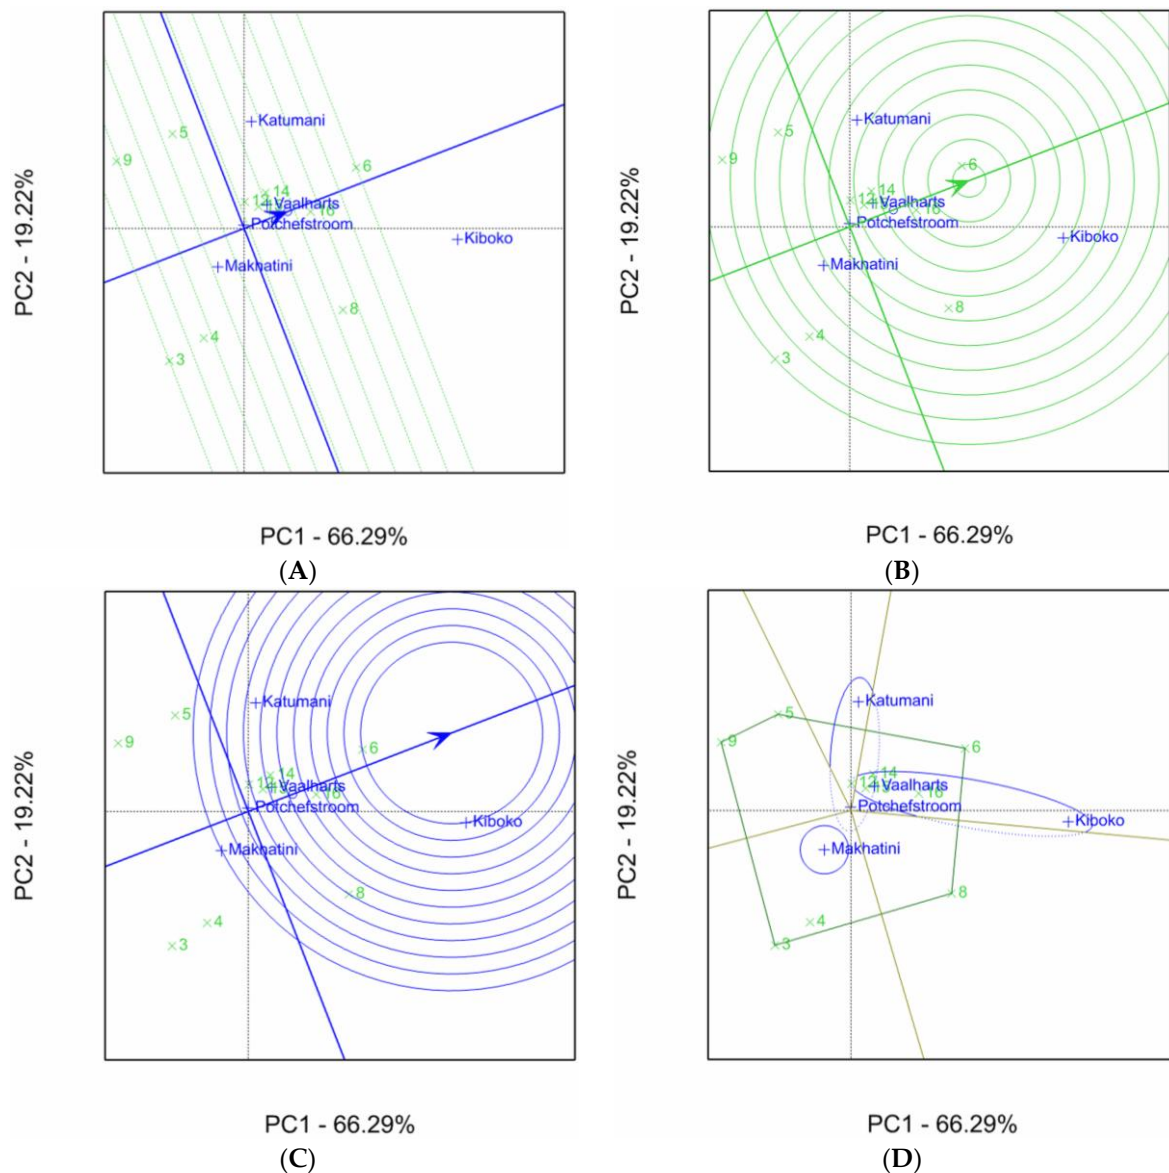 Katumani
5
9
6
14
12
Vaalharts
16
Potchefstroom
Kiboko
Makhatini
8
4
3
PC2 - 19.22%
PC1 - 66.29%
(A)
Katumani
5
9
6
14
12
Vaalharts
16
Potchefstroom
Kiboko
Makhatini
8
4
3
PC2 - 19.22%
PC1 - 66.29%
(B)
Katumani
5
9
6
14
12
Vaalharts
16
Potchefstroom
Kiboko
Makhatini
8
4
3
PC2 - 19.22%
PC1 - 66.29%
(C)
Katumani
5
9
6
14
12
Vaalharts
16
Potchefstroom
Kiboko
Makhatini
8
4
3
PC2 - 19.22%
PC1 - 66.29%
(D)